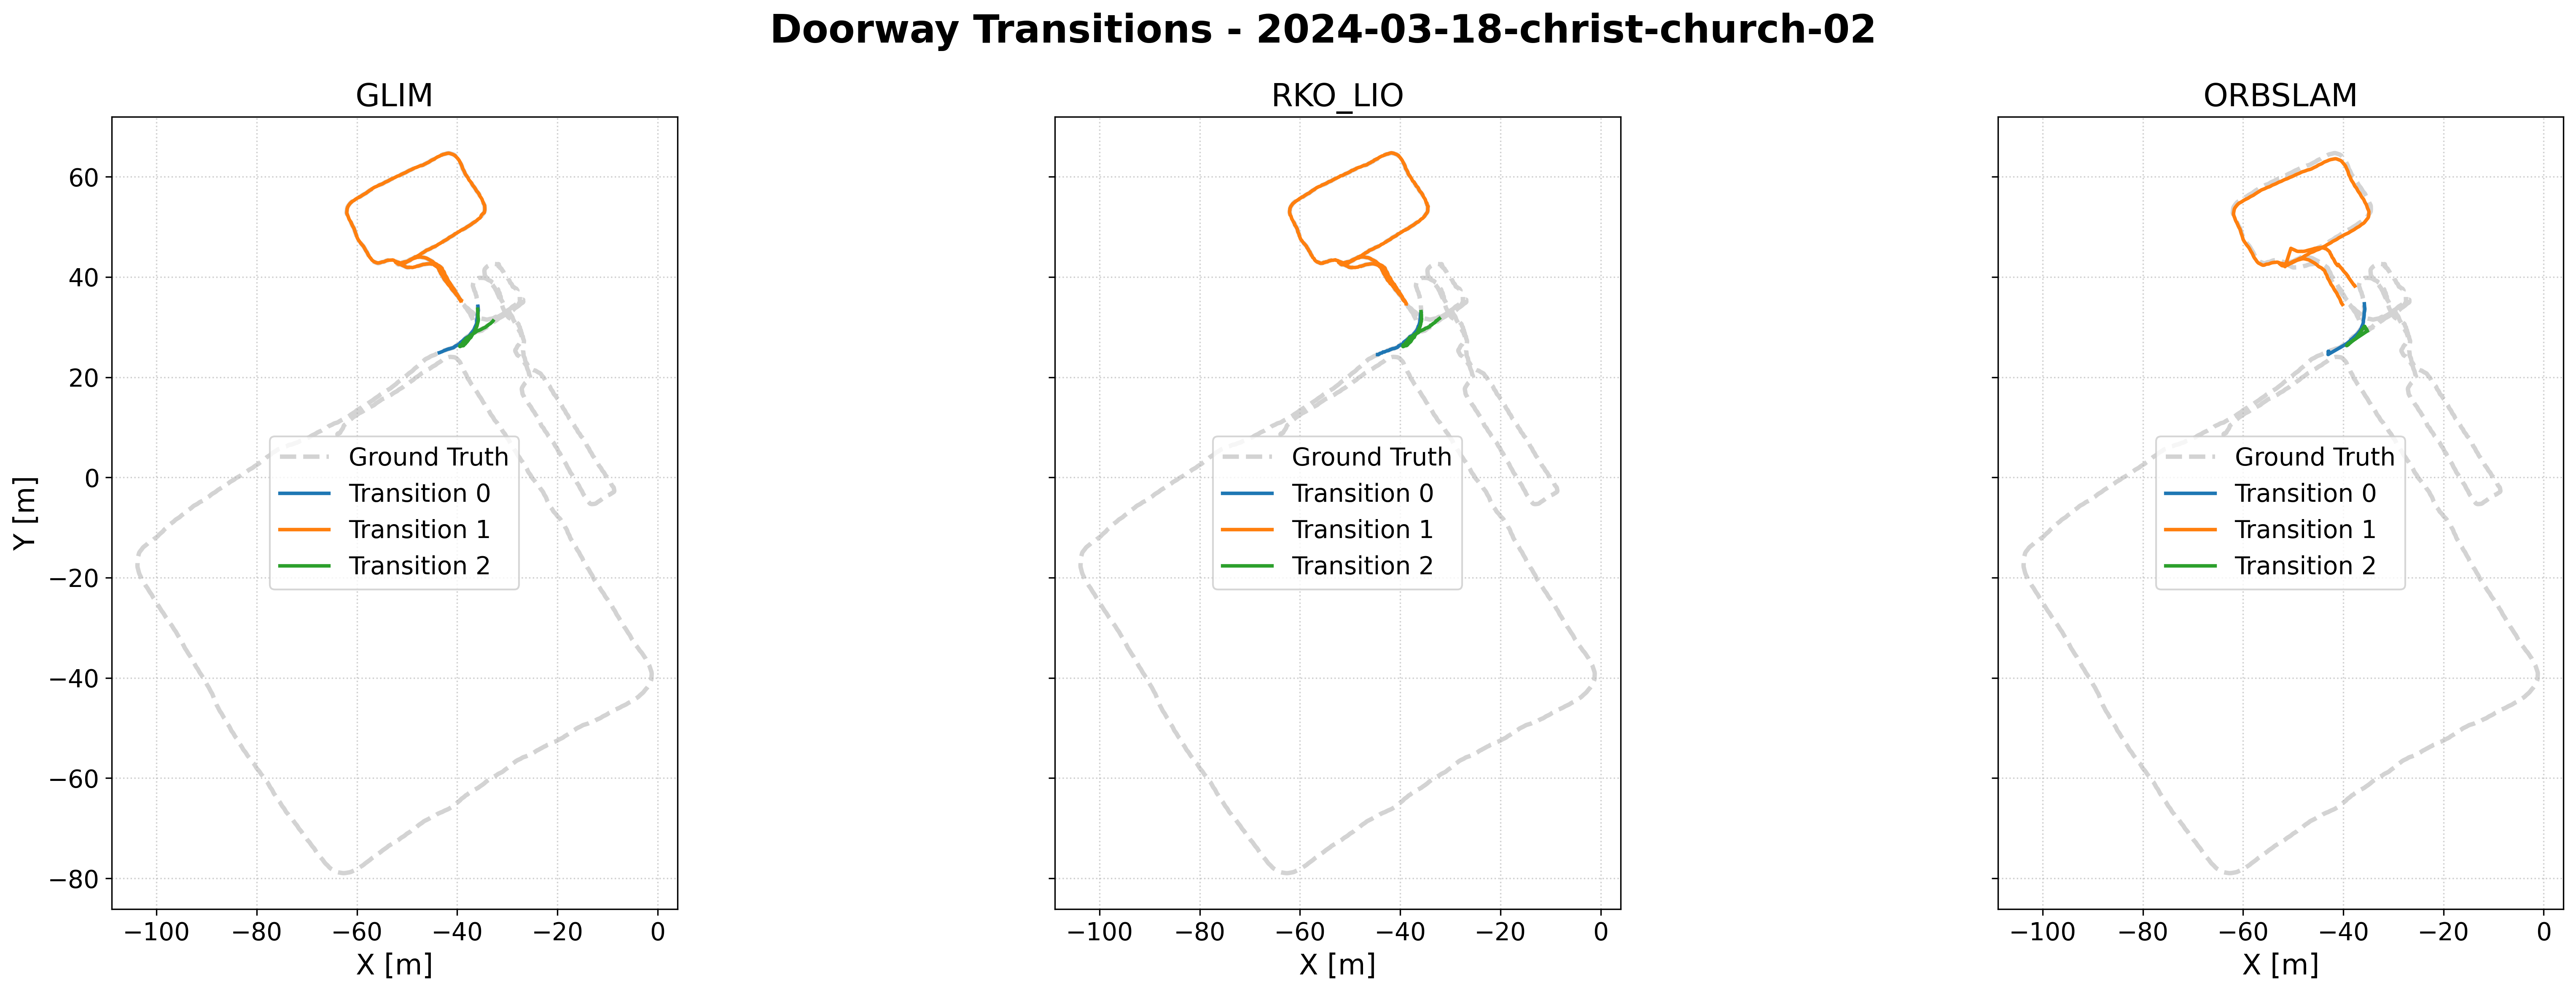 Doorway Transitions - 2024-03-18-christ-church-02
GLIM
60
40
20
0
−20
−40
−60
−80
Y [m]
Ground Truth
Transition 0
Transition 1
Transition 2
−100 −80 −60 −40 −20 0
X [m]
RKO_LIO
Ground Truth
Transition 0
Transition 1
Transition 2
−100 −80 −60 −40 −20 0
X [m]
ORBSLAM
Ground Truth
Transition 0
Transition 1
Transition 2
−100 −80 −60 −40 −20 0
X [m]